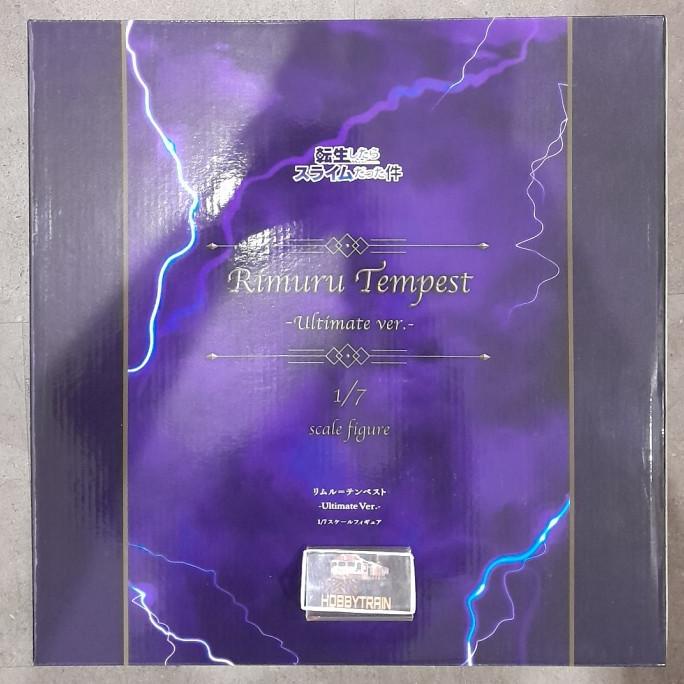 転生したら
スライムだった件
Rimuru Tempest
-Ultimate ver.-
1/7
scale figure
リムル=テンペスト
-Ultimate Ver.-
1/7スケールフィギュア
HOBBYTRAIN